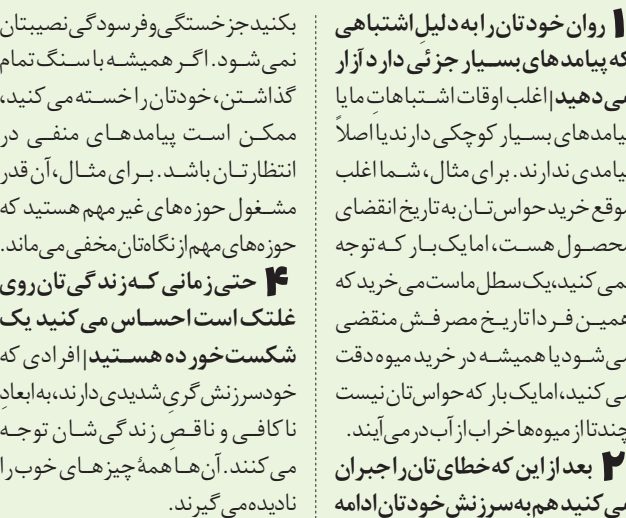 ۱ روان خودتان را به دلیل اشتباهی
که پیامدهای بسیار جزئی دارد آزار
می‌دهید| اغلب اوقات اشتباهاتِ ما یا
پیامدهای بسیار کوچکی دارند یا اصلاً
پیامدی ندارند. برای مثال، شما اغلب
موقع خرید حواس‌تان به تاریخ انقضای
محصول هست، اما یک بار که توجه
نمی‌کنید، یک سطل ماست می‌خرید که
همین فردا تاریخ مصرفش منقضی
می‌شود یا همیشه در خرید میوه دقت
می‌کنید، اما یک بار که حواس‌تان نیست
چندتا از میوه‌ها خراب از آب درمی‌آیند.
۲ بعد از این که خطای‌تان را جبران
می‌کنید هم به سرزنش خودتان ادامه
بکنید جز خستگی و فرسودگی نصیبتان
نمی‌شود. اگر همیشه با سنگ تمام
گذاشتن، خودتان را خسته می‌کنید،
ممکن است پیامدهای منفی در
انتظارتان باشد. برای مثال، آن قدر
مشغول حوزه‌های غیرمهم هستید که
حوزه‌های مهم از نگاه‌تان مخفی می‌ماند.
۴ حتی زمانی که زندگی‌تان روی
غلتک است احساس می‌کنید یک
شکست‌خورده هستید| افرادی که
خودسرزنش‌گریِ شدیدی دارند، به ابعادِ
ناکافی و ناقصِ زندگی‌شان توجه
می‌کنند. آن‌ها همهٔ چیزهای خوب را
نادیده می‌گیرند.